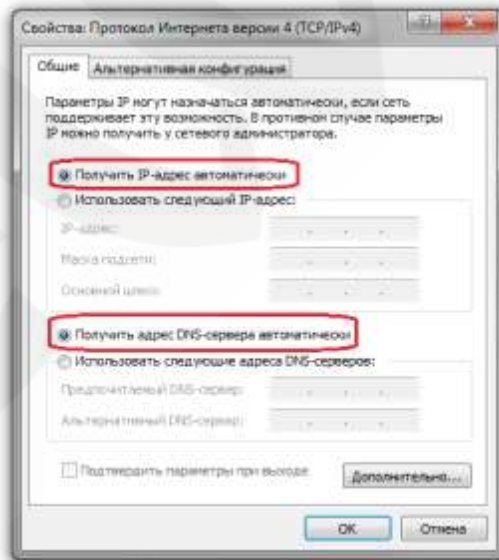 Свойства: Протокол Интернета версии 4 (TCP/IPv4)
Общие
Альтернативная конфигурация
Параметры IP могут назначаться автоматически, если сеть
поддерживает эту возможность. В противном случае параметры
IP можно получить у сетевого администратора.
Получить IP-адрес автоматически
Использовать следующий IP-адрес:
IP-адрес:
Маска подсети:
Основной шлюз:
Получить адрес DNS-сервера автоматически
Использовать следующие адреса DNS-серверов:
Предпочитаемый DNS-сервер:
Альтернативный DNS-сервер:
Подтвердить параметры при выходе
Дополнительно...
ОК
Отмена